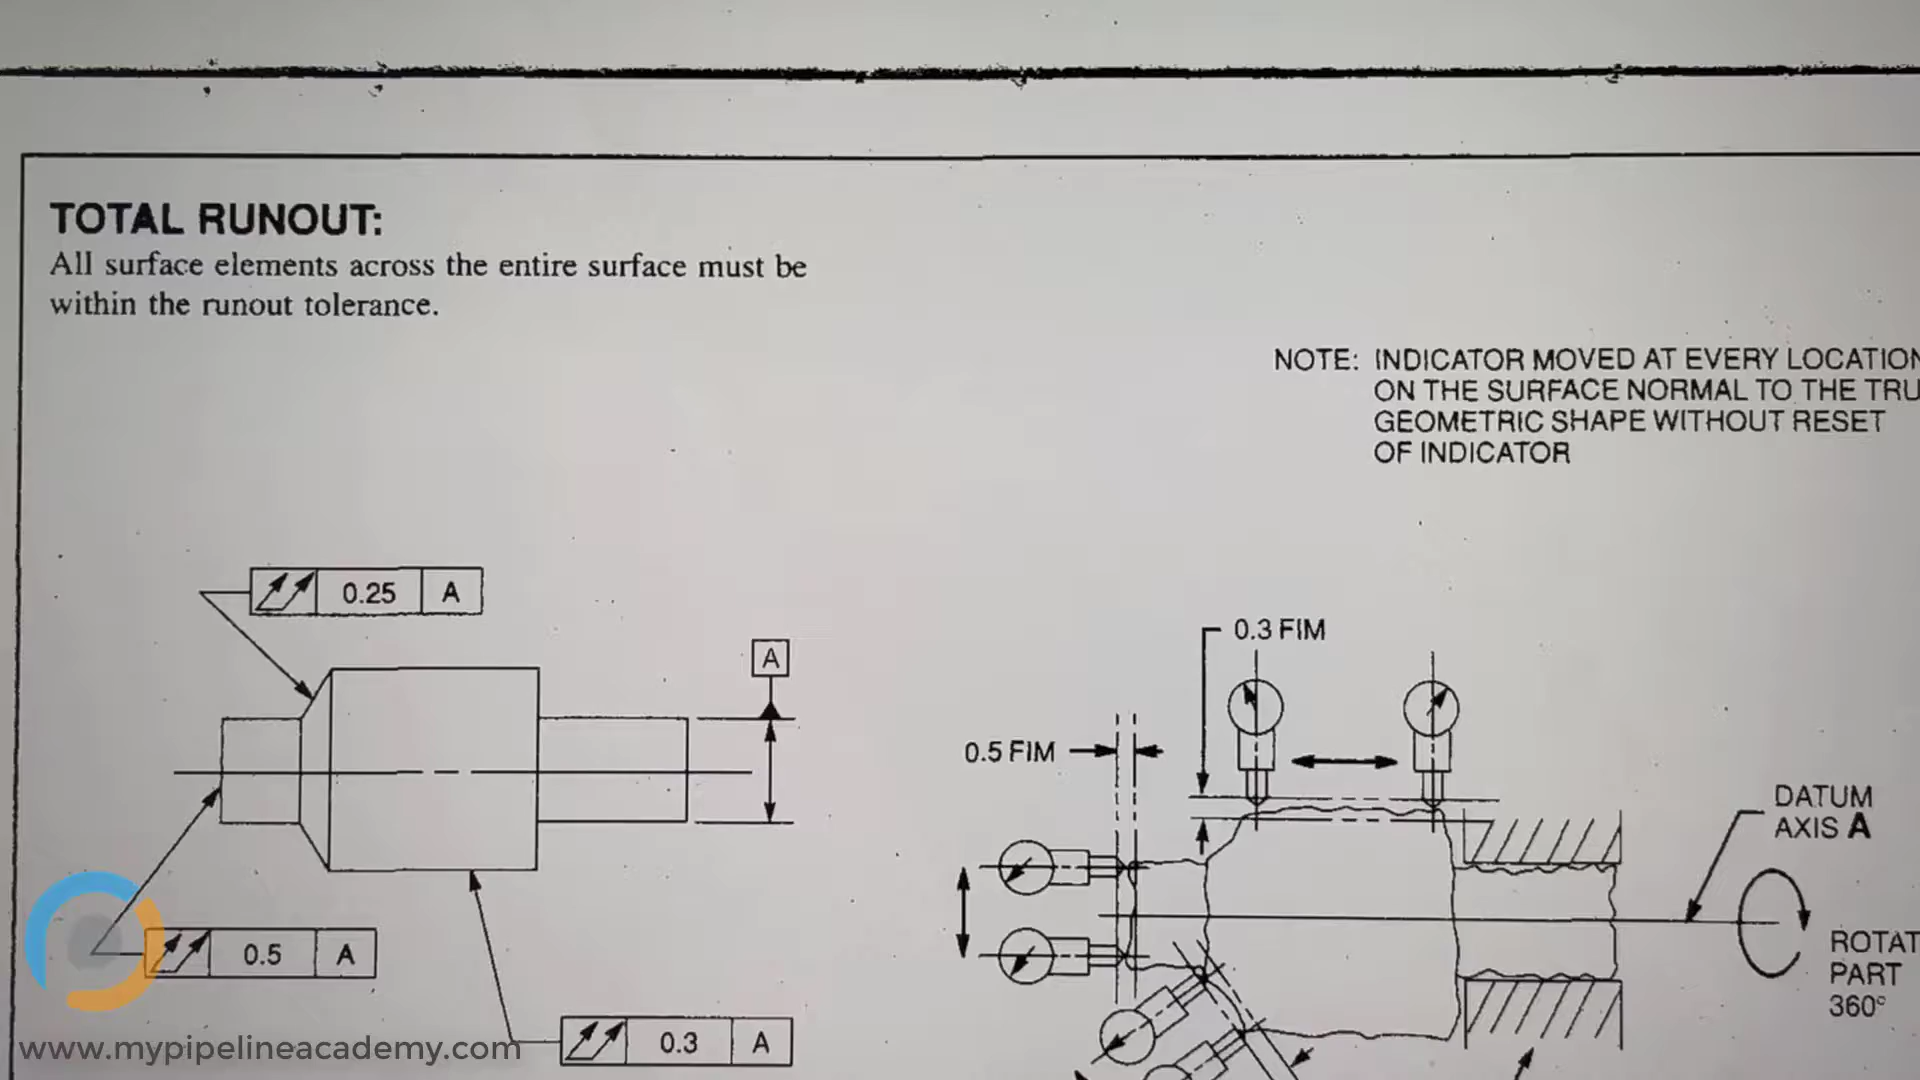 TOTAL RUNOUT:
All surface elements across the entire surface must be
within the runout tolerance.
NOTE: INDICATOR MOVED AT EVERY LOCATION
ON THE SURFACE NORMAL TO THE TRU
GEOMETRIC SHAPE WITHOUT RESET
OF INDICATOR
0.25 A
A
0.5 A
0.3 A
0.3 FIM
0.5 FIM
DATUM
AXIS A
ROTAT
PART
360°
www.mypipelineacademy.com